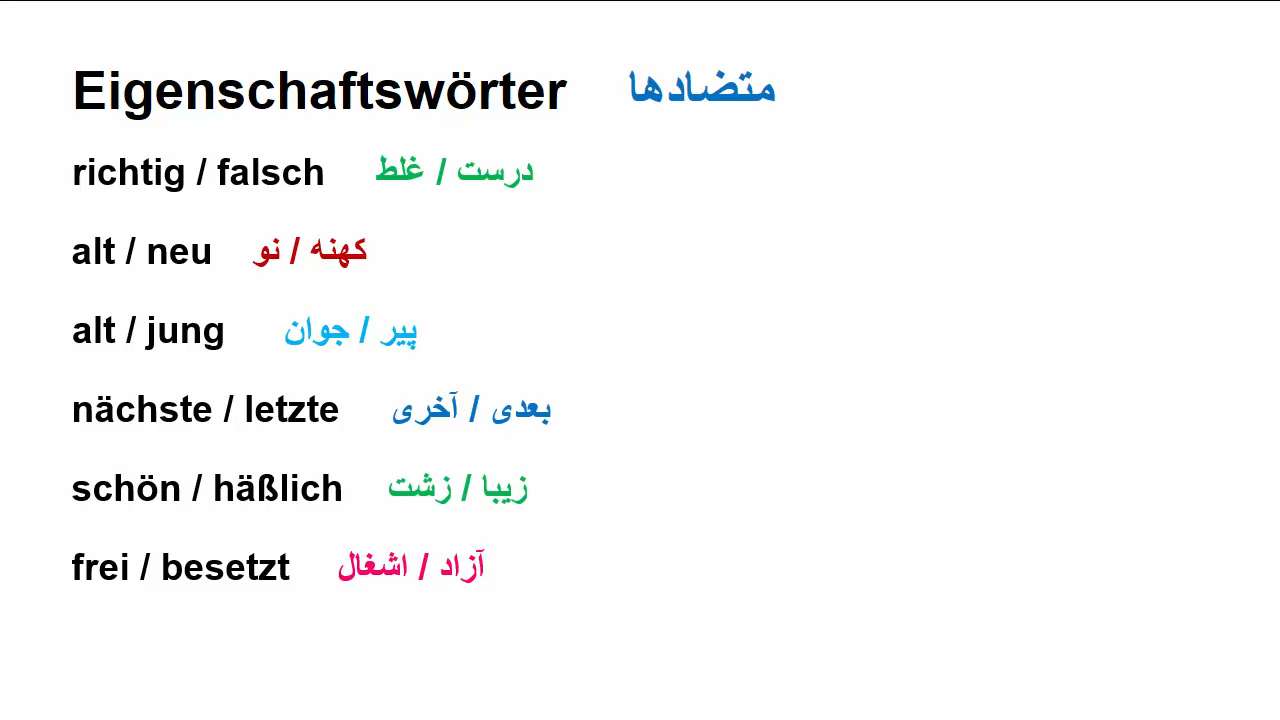 Eigenschaftswörter متضادها
richtig / falsch درست / غلط
alt / neu کهنه / نو
alt / jung پیر / جوان
nächste / letzte بعدی / آخری
schön / häßlich زیبا / زشت
frei / besetzt آزاد / اشغال